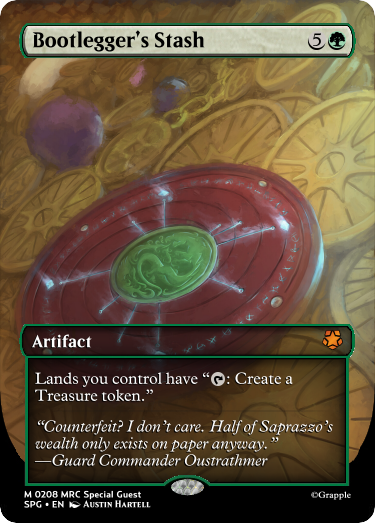 Bootlegger's Stash 5
Artifact
Lands you control have “: Create a
Treasure token.”
“Counterfeit? I don't care. Half of Saprazzo's
wealth only exists on paper anyway.”
—Guard Commander Oustrathmer
M 0208 MRC Special Guest
SPG • EN Austin Hartell
©Grapple